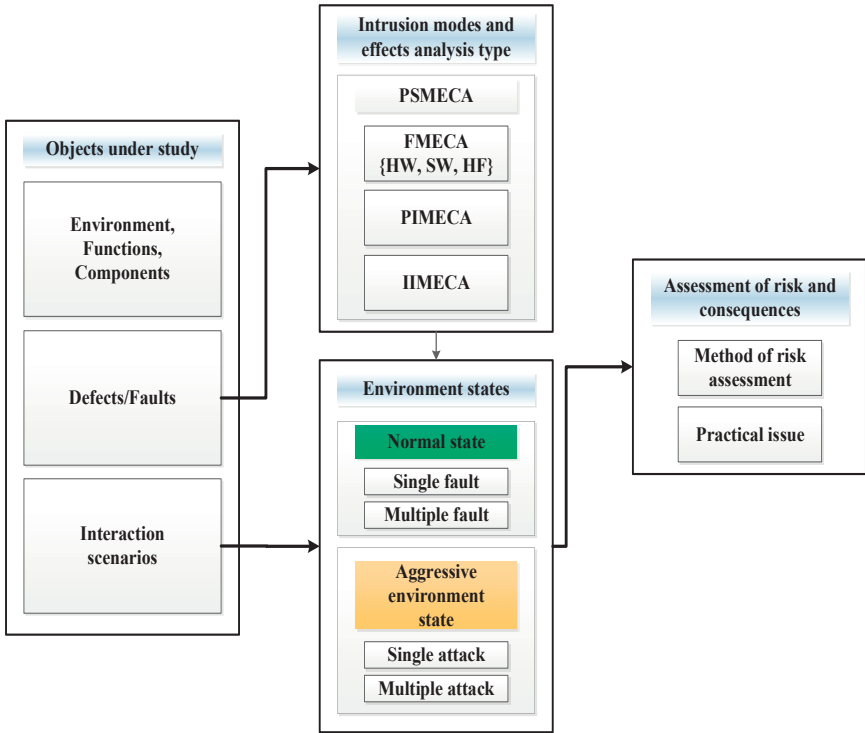 Objects under study
Environment,
Functions,
Components
Defects/Faults
Interaction
scenarios
Intrusion modes and
effects analysis type
PSMECA
FMECA
{HW, SW, HF}
PIMECA
IIMECA
Environment states
Normal state
Single fault
Multiple fault
Aggressive
environment
state
Single attack
Multiple attack
Assessment of risk and
consequences
Method of risk
assessment
Practical issue